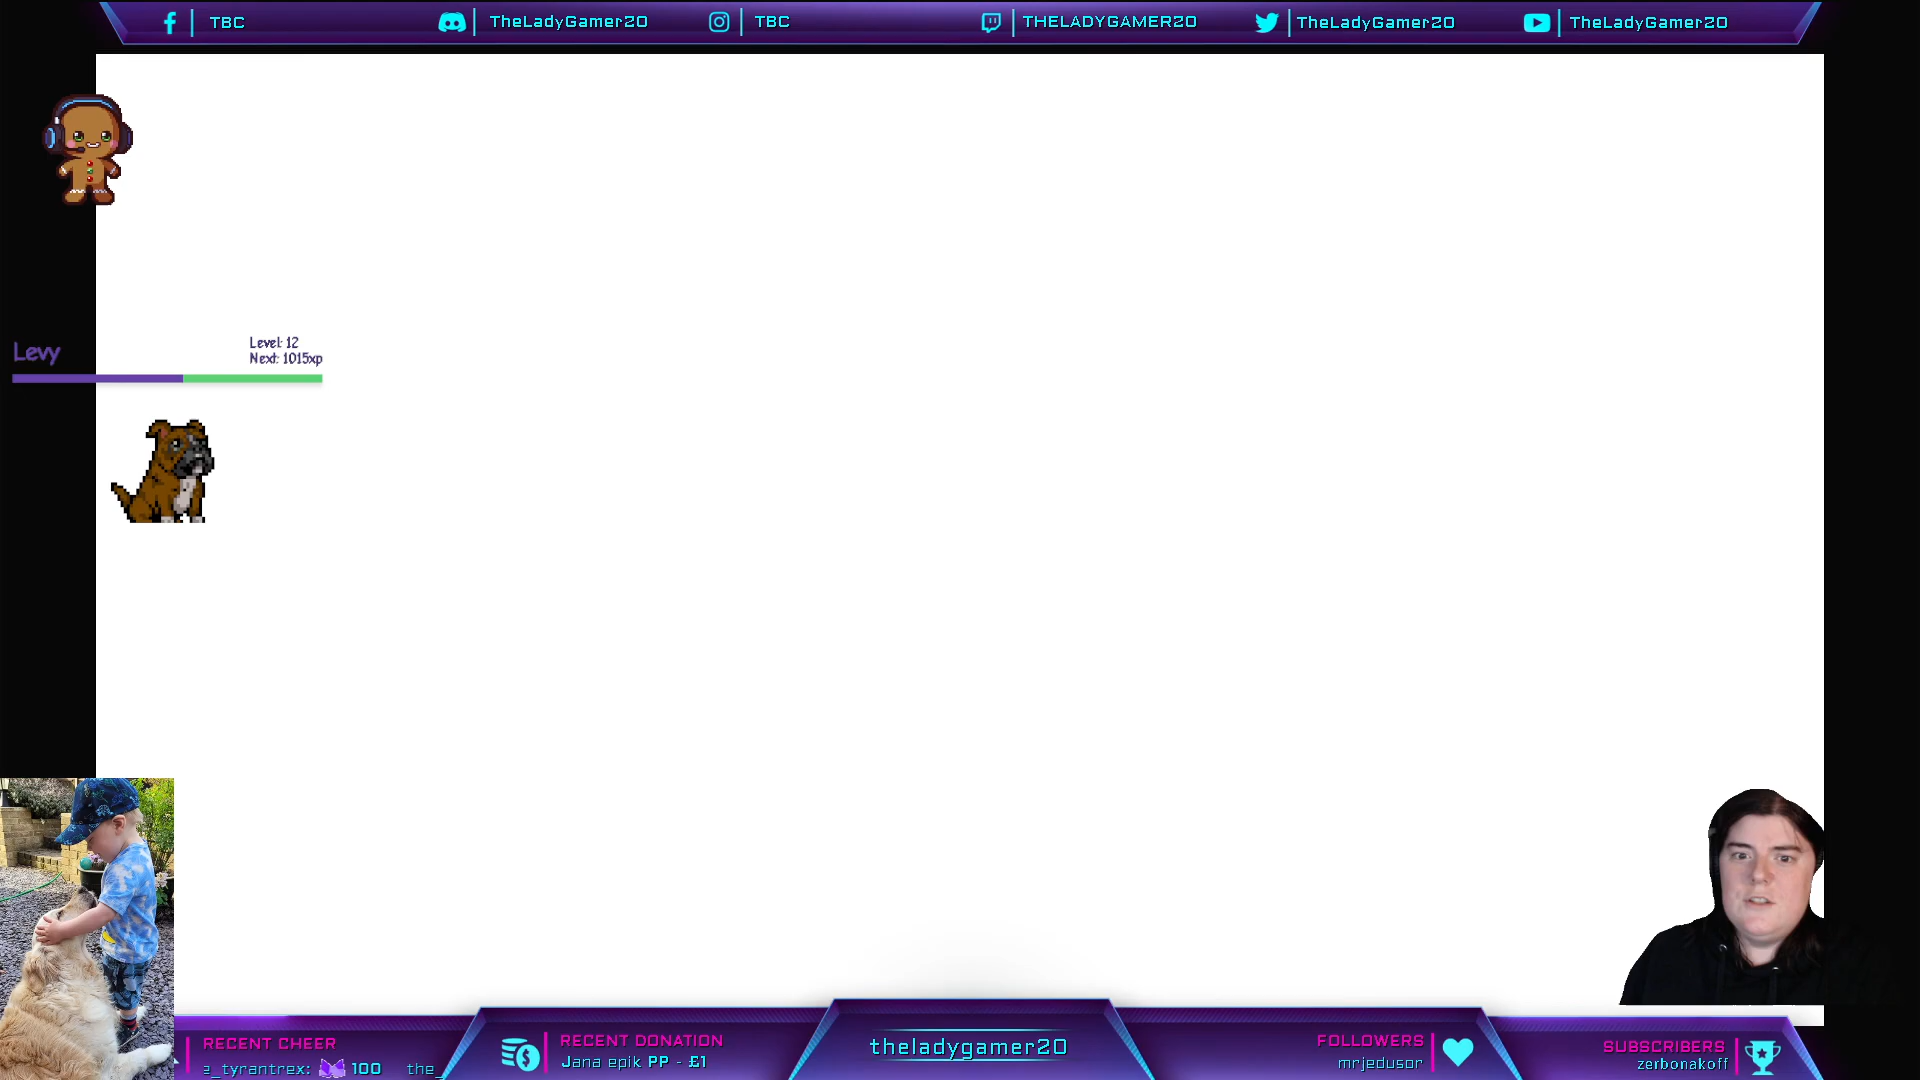 TBC
TheLadyGamer20
TBC
THELADYGAMER20
TheLadyGamer20
TheLadyGamer20
Levy
Level: 12
Next: 1015xp
RECENT CHEER
_tyrantrex: 100 the_
RECENT DONATION
Jana epik PP - £1
theladygamer20
FOLLOWERS
mrjedusor
SUBSCRIBERS
zerbonakoff